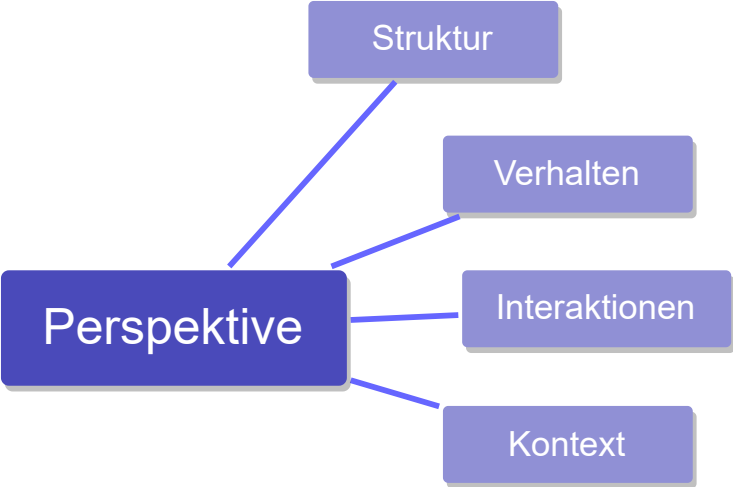 Struktur
Verhalten
Perspektive
Interaktionen
Kontext